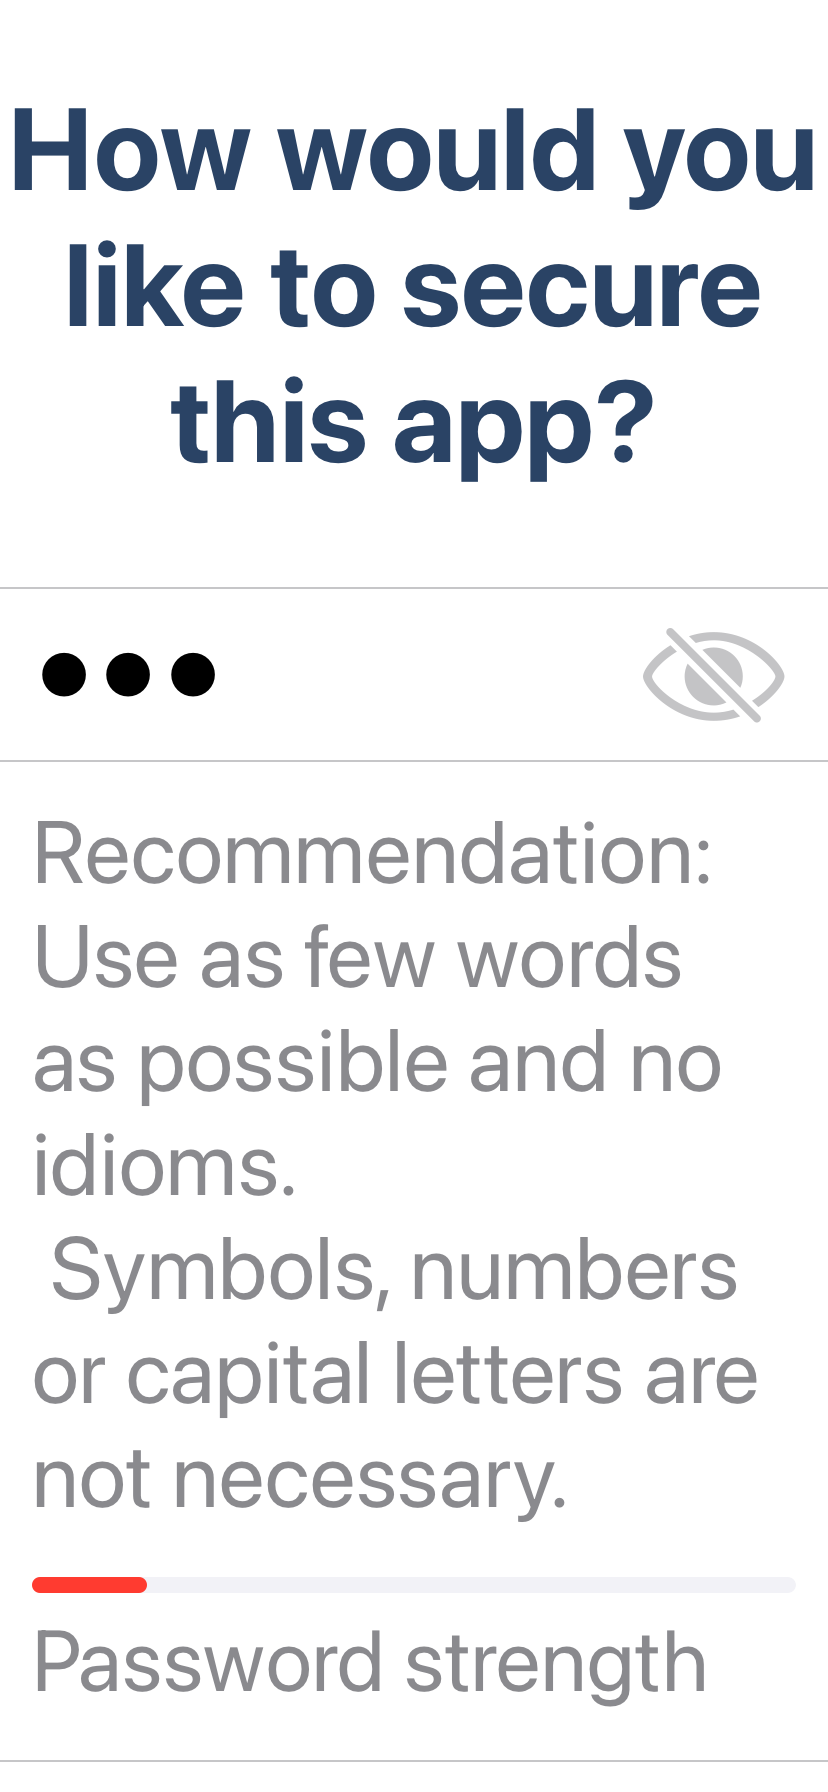 How would you
like to secure
this app?
Recommendation:
Use as few words
as possible and no
idioms.
Symbols, numbers
or capital letters are
not necessary.
Password strength